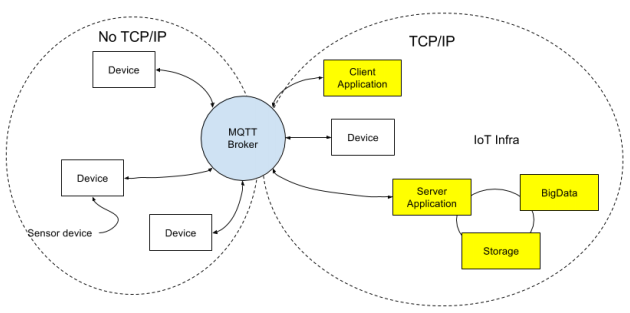 No TCP/IP
TCP/IP
Device
Client
Application
MQTT
Broker
Device
IoT Infra
Device
Server
Application
BigData
Sensor device
Device
Storage